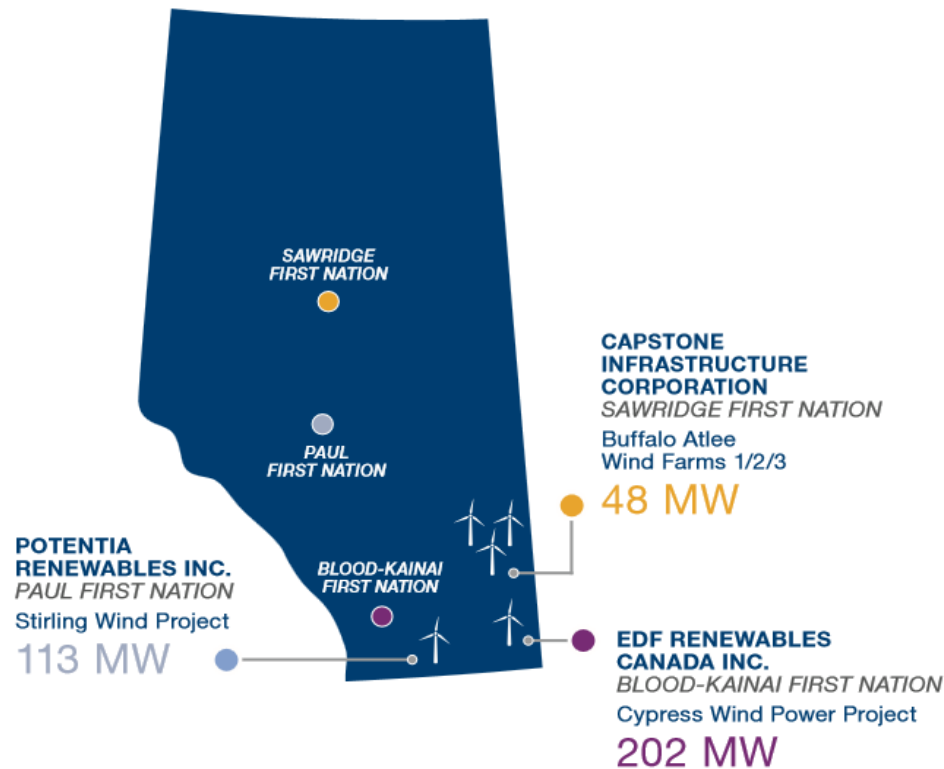 SAWRIDGE
FIRST NATION
PAUL
FIRST NATION
BLOOD-KAINAI
FIRST NATION
CAPSTONE
INFRASTRUCTURE
CORPORATION
SAWRIDGE FIRST NATION
Buffalo Atlee
Wind Farms 1/2/3
48 MW
POTENTIA
RENEWABLES INC.
PAUL FIRST NATION
Stirling Wind Project
113 MW
EDF RENEWABLES
CANADA INC.
BLOOD-KAINAI FIRST NATION
Cypress Wind Power Project
202 MW